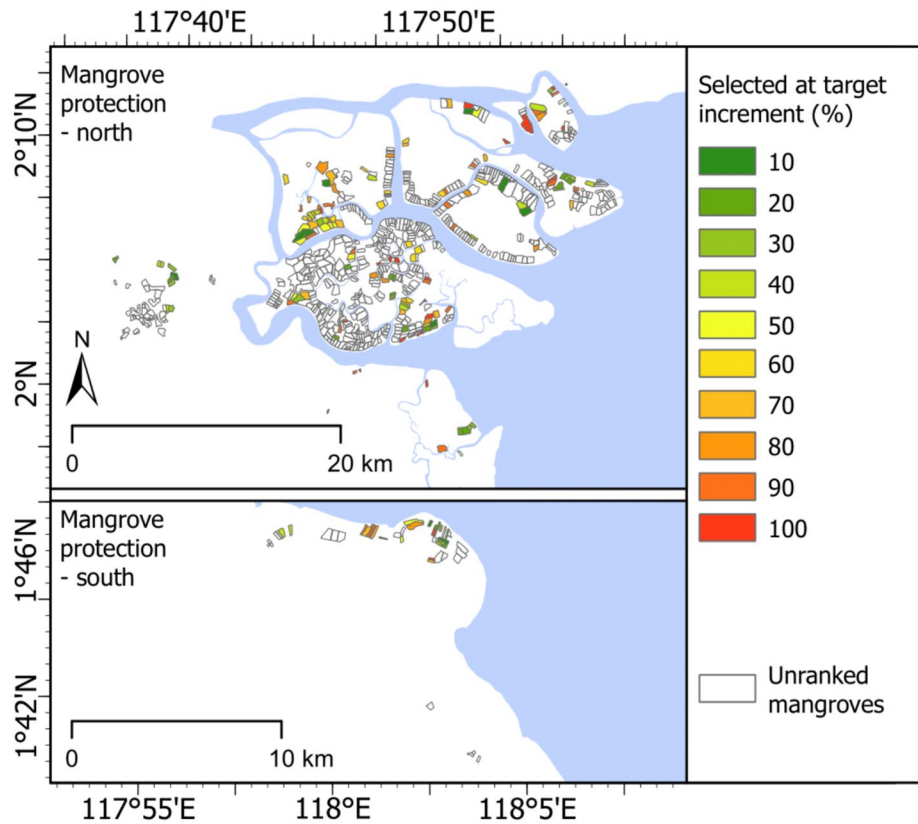 117°40'E 117°50'E
Mangrove
protection
- north
2°10'N
2°N
N
0 20 km
Mangrove
protection
- south
1°46'N
1°42'N
0 10 km
117°55'E 118°E 118°5'E
Selected at target
increment (%)
10
20
30
40
50
60
70
80
90
100
Unranked
mangroves